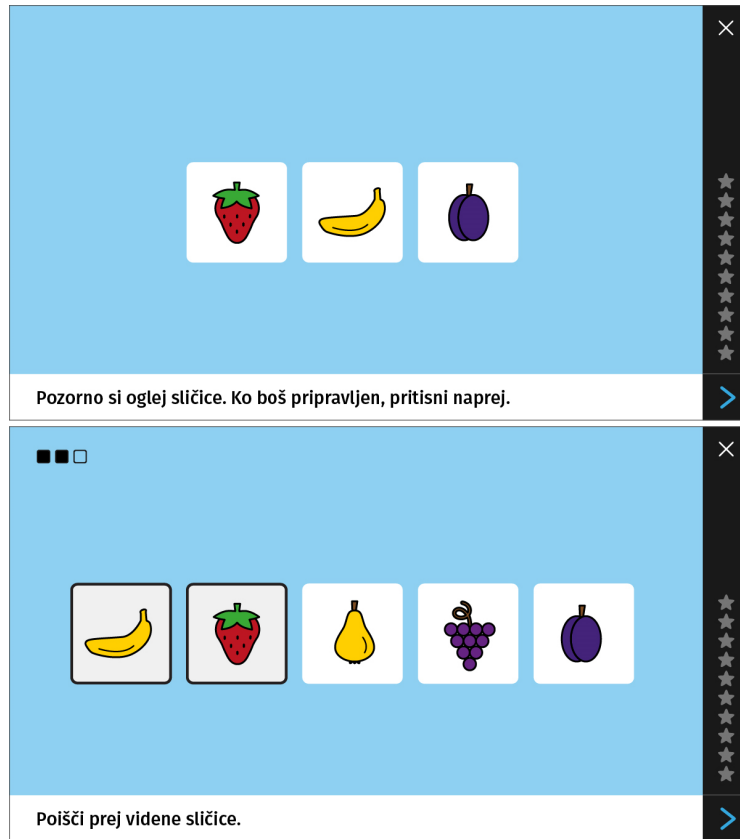 Pozorno si oglej sličice. Ko boš pripravljen, pritisni naprej.
Poišči prej videne sličice.